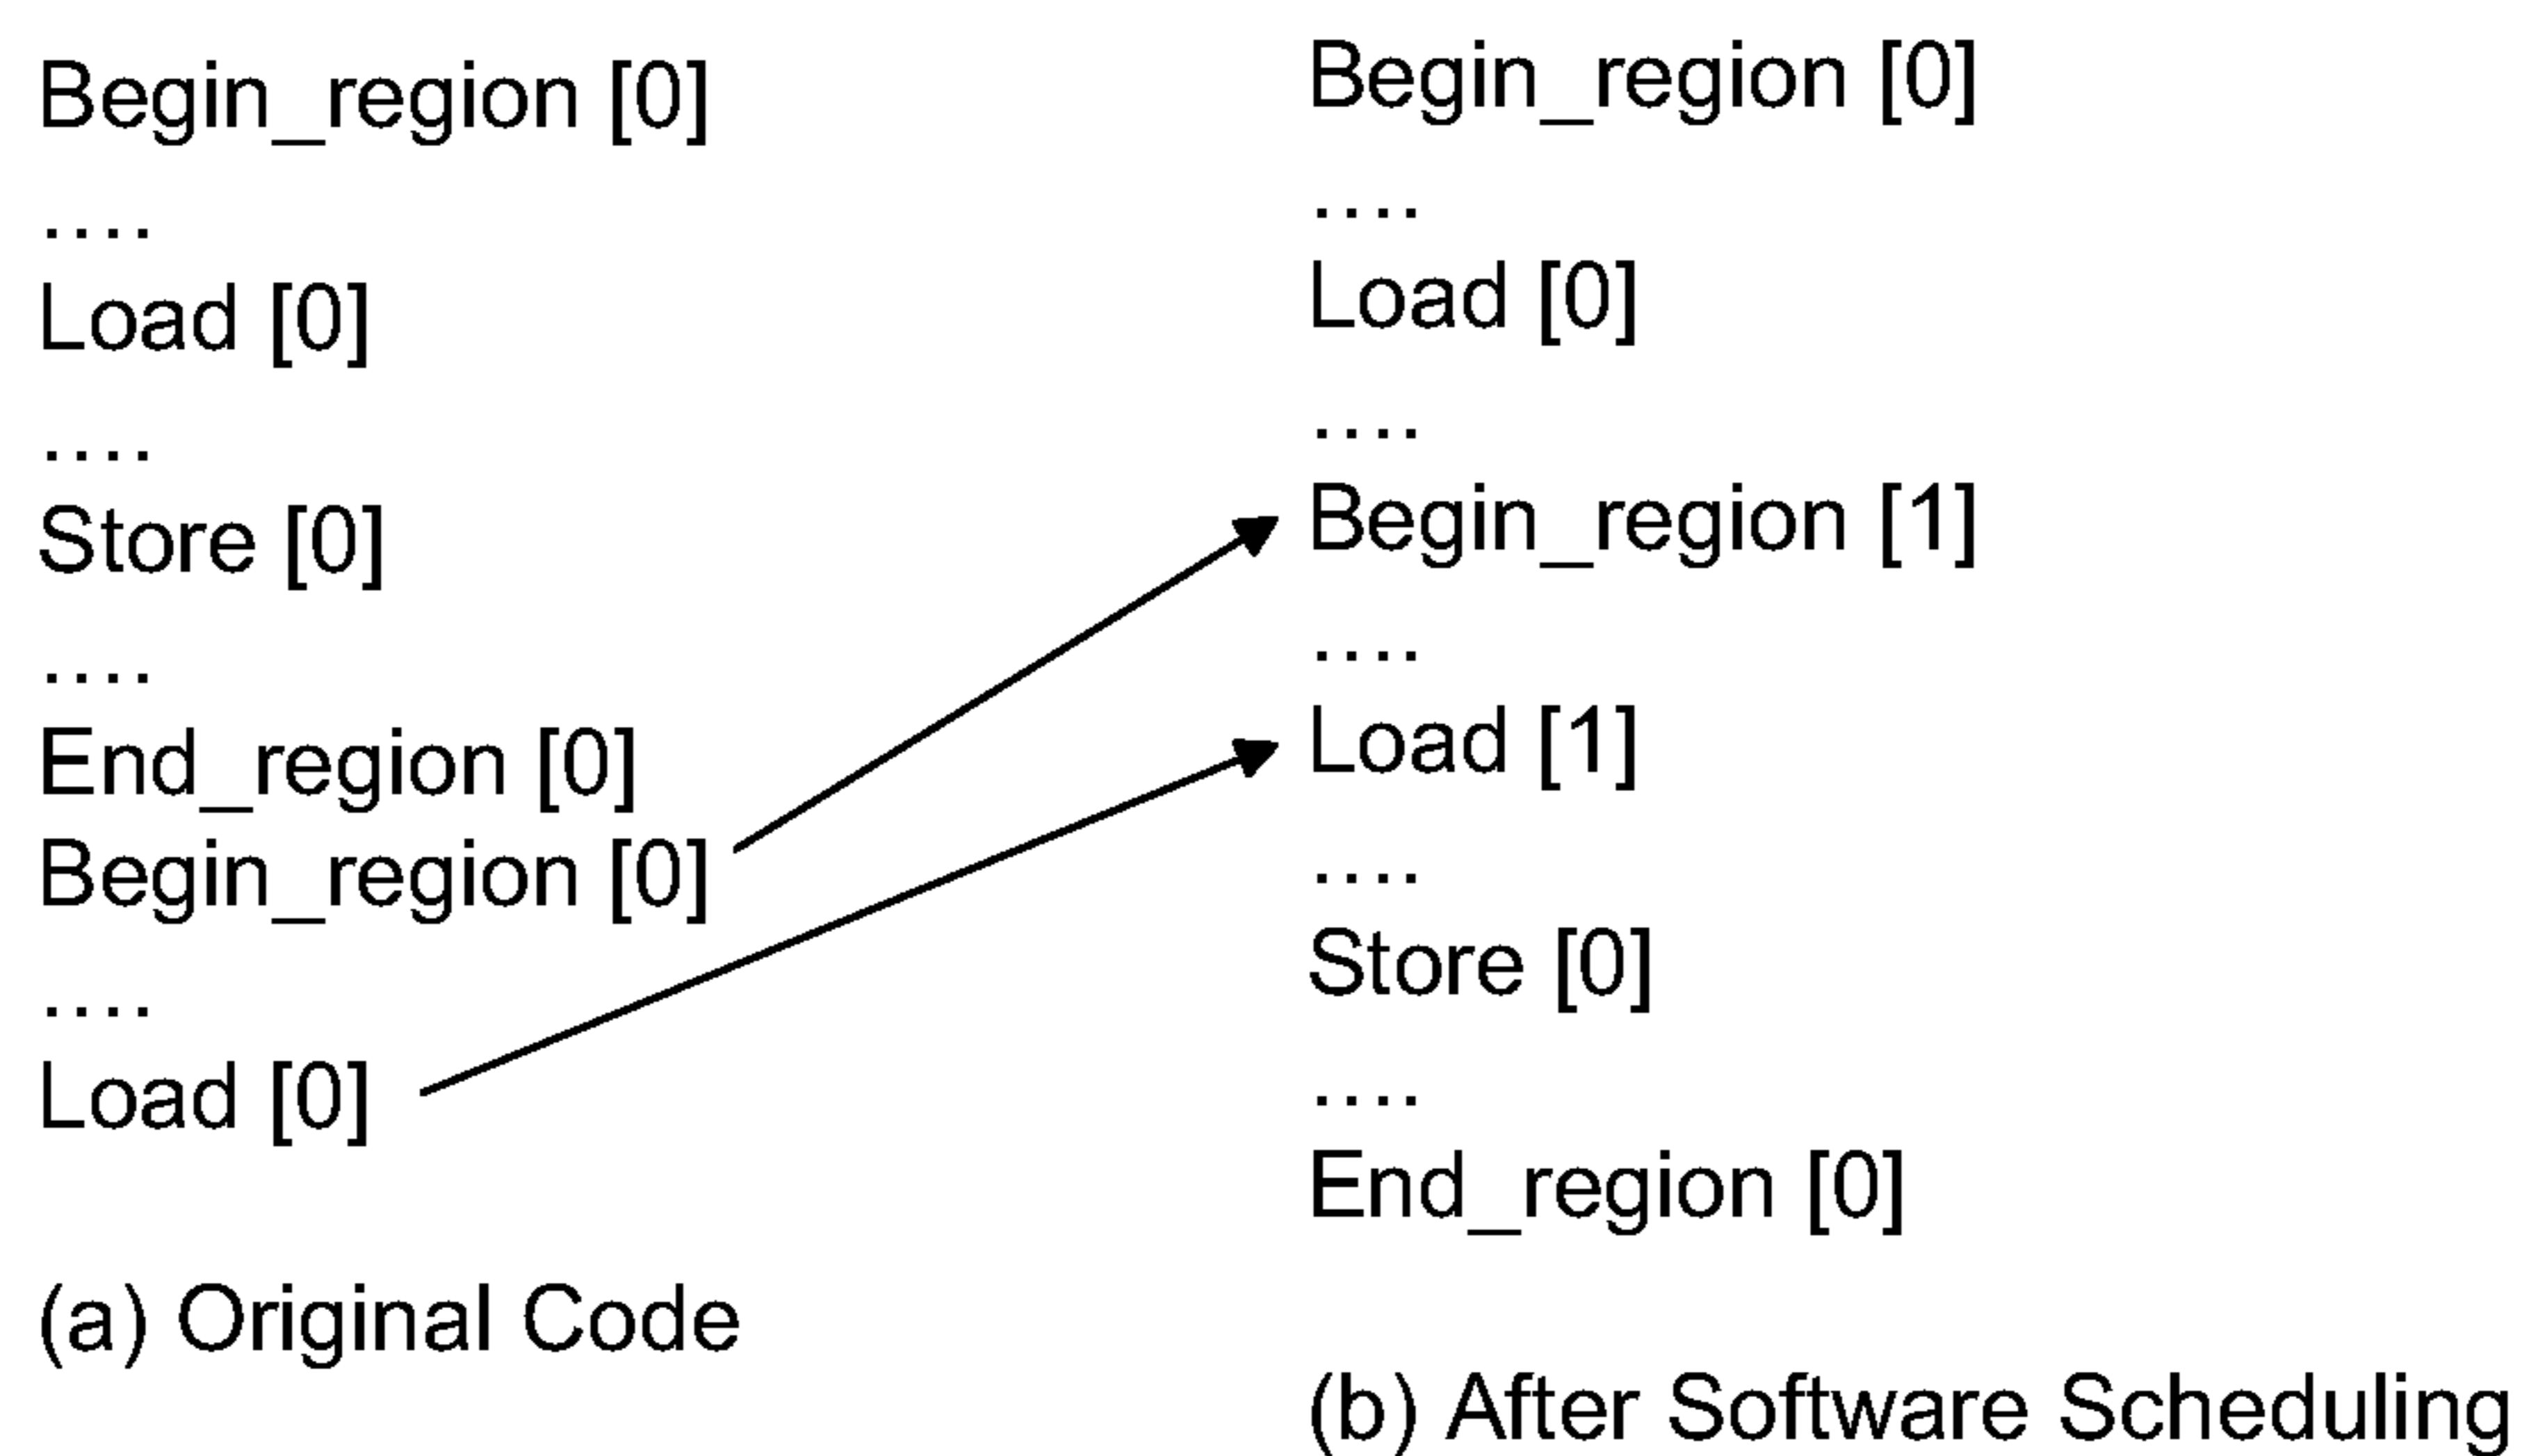 Begin_region [0]
....
Load [0]
....
Store [0]
....
End_region [0]
Begin_region [0]
....
Load [0]
(a) Original Code
Begin_region [0]
....
Load [0]
....
Begin_region [1]
....
Load [1]
....
Store [0]
....
End_region [0]
(b) After Software Scheduling